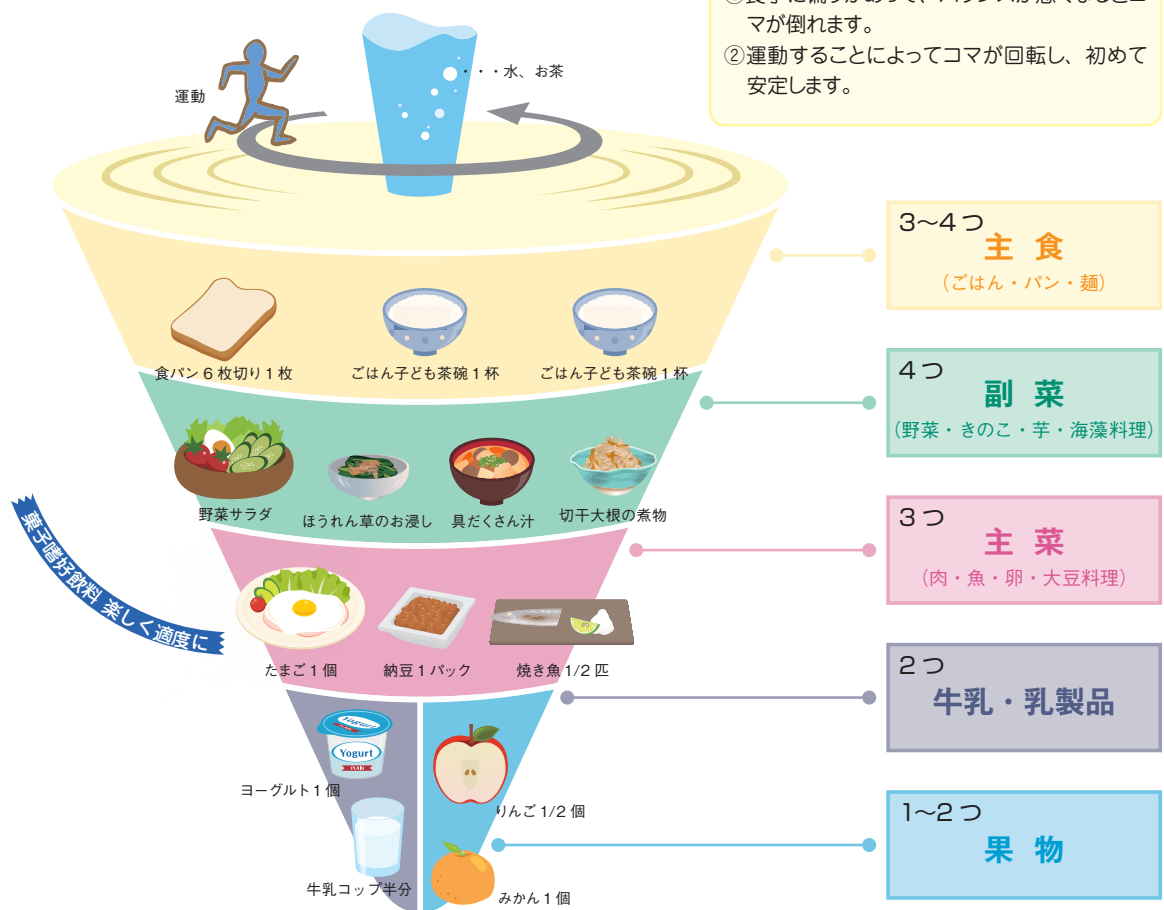 マが倒れます。
②運動することによってコマが回転し、初めて
安定します。
・・・水、お茶
運動
3〜4つ
主 食
（ごはん・パン・麺）
食パン6枚切り1枚
ごはん子ども茶碗1杯
ごはん子ども茶碗1杯
4つ
副 菜
（野菜・きのこ・芋・海藻料理）
野菜サラダ
ほうれん草のお浸し
具だくさん汁
切干大根の煮物
菓子嗜好飲料 楽しく適度に
3つ
主 菜
（肉・魚・卵・大豆料理）
たまご1個
納豆1パック
焼き魚1/2匹
2つ
牛乳・乳製品
Yogurt
Yogurt
PLAIN
ヨーグルト1個
牛乳コップ半分
1〜2つ
果 物
りんご1/2個
みかん1個